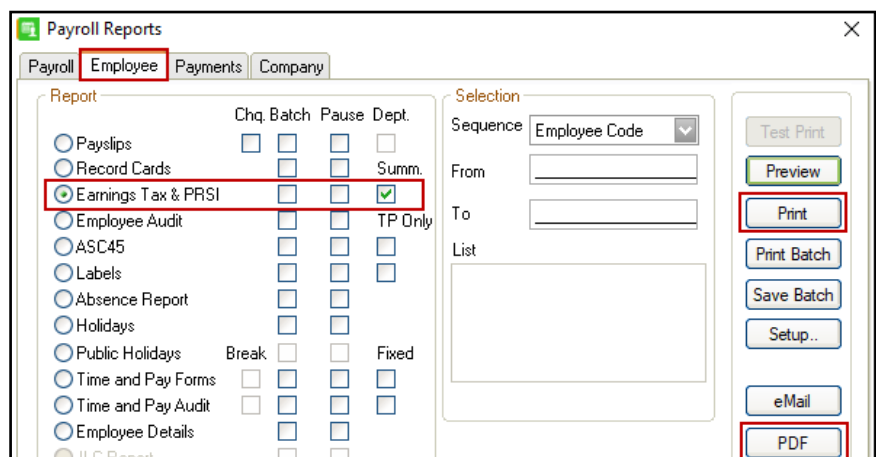 Payroll Reports
Payroll Employee Payments Company
Report
Chq. Batch Pause Dept.
Payslips
Record Cards Summ.
Earnings Tax & PRSI
Employee Audit TP Only
ASC45
Labels
Absence Report
Holidays
Public Holidays Break Fixed
Time and Pay Forms
Time and Pay Audit
Employee Details
Selection
Sequence Employee Code
From
To
List
Test Print
Preview
Print
Print Batch
Save Batch
Setup..
eMail
PDF